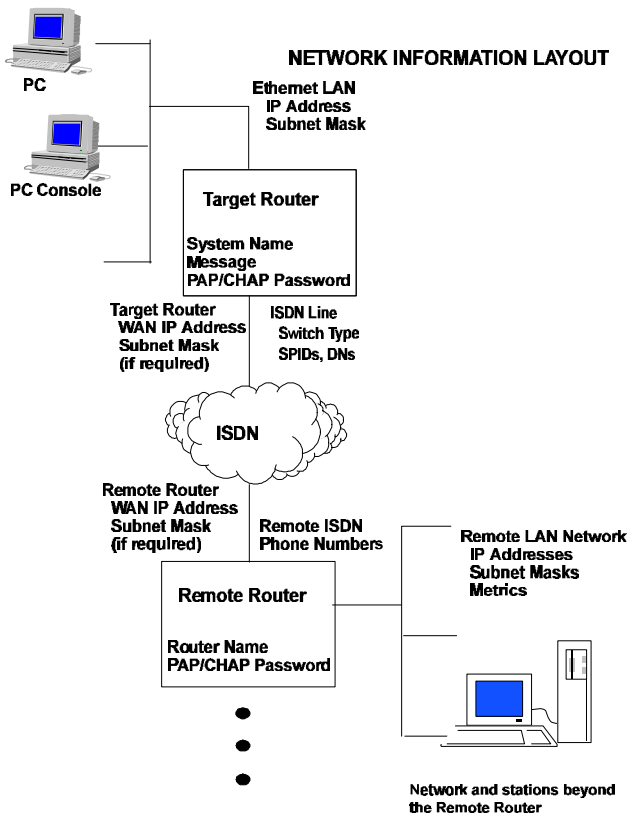 NETWORK INFORMATION LAYOUT
PC
PC Console
Ethernet LAN
IP Address
Subnet Mask
Target Router
System Name
Message
PAP/CHAP Password
Target Router
WAN IP Address
Subnet Mask
(if required)
ISDN Line
Switch Type
SPIDs, DNs
ISDN
Remote Router
WAN IP Address
Subnet Mask
(if required)
Remote ISDN
Phone Numbers
Remote Router
Router Name
PAP/CHAP Password
Remote LAN Network
IP Addresses
Subnet Masks
Metrics
Network and stations beyond
the Remote Router